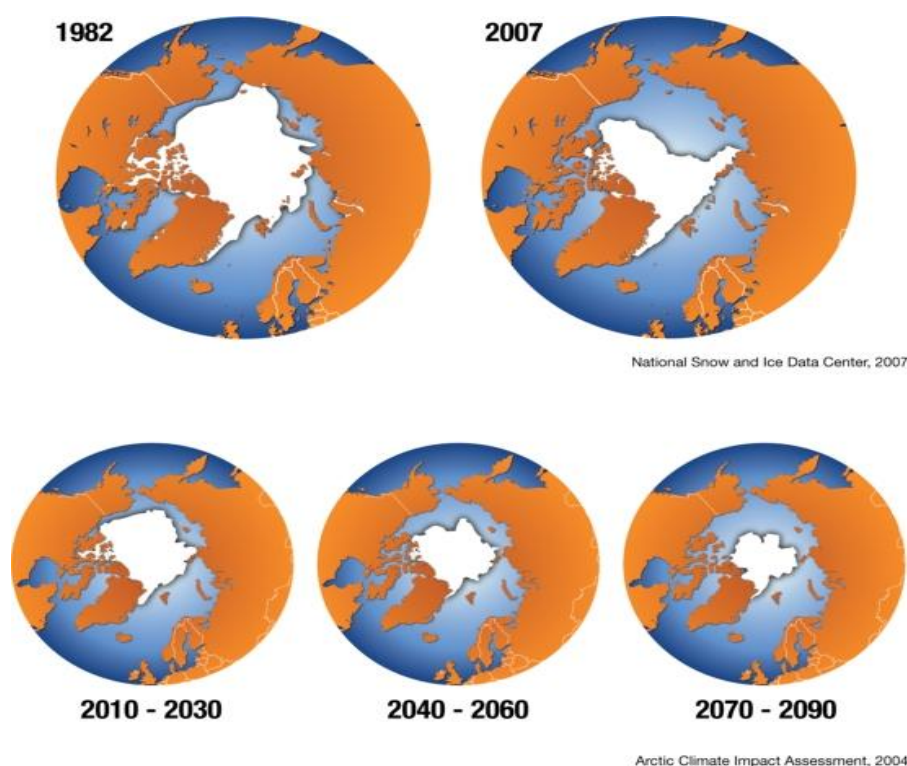 1982
2007
National Snow and Ice Data Center, 2007
2010 - 2030
2040 - 2060
2070 - 2090
Arctic Climate Impact Assessment, 2004